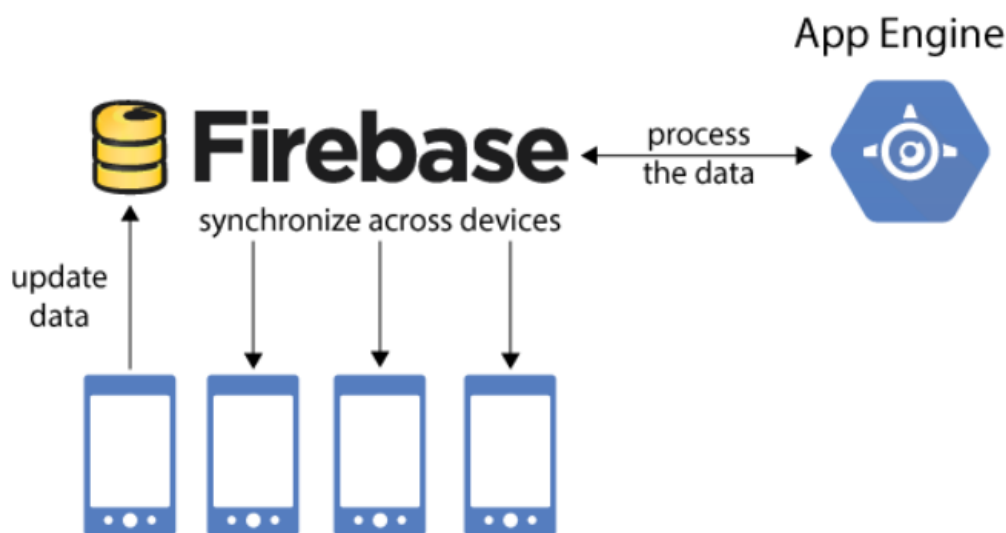 App Engine
Firebase
process
the data
synchronize across devices
update
data